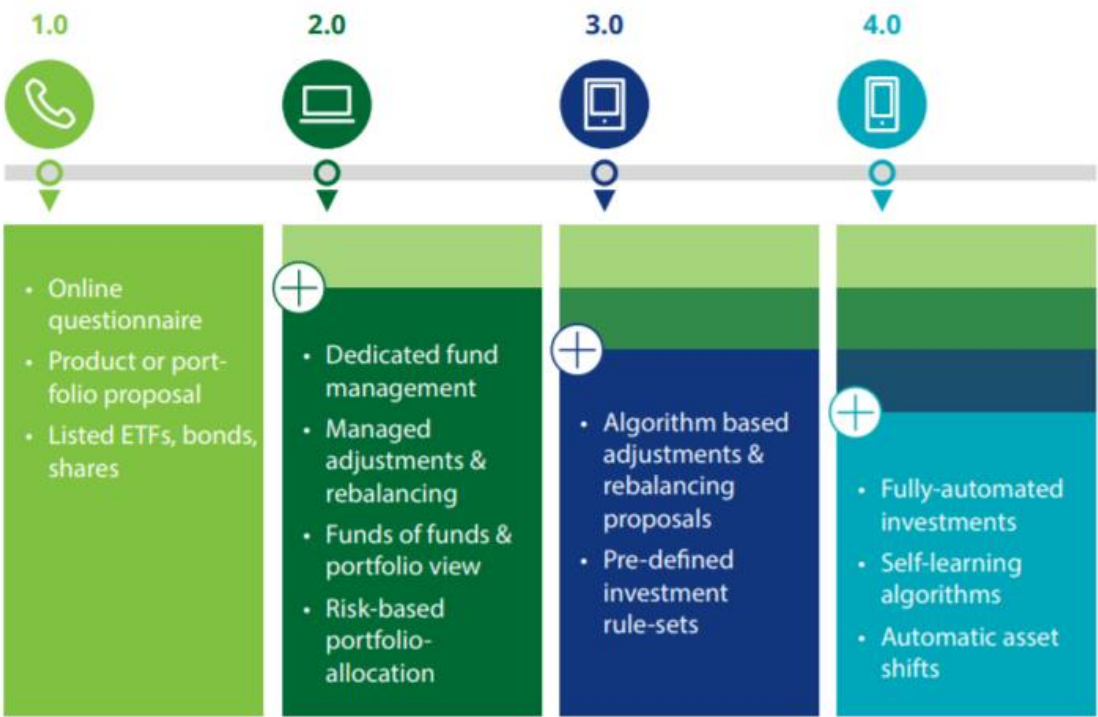 1.0
2.0
3.0
4.0
• Online
questionnaire
• Product or port-
folio proposal
• Listed ETFs, bonds,
shares
• Dedicated fund
management
• Managed
adjustments &
rebalancing
• Funds of funds &
portfolio view
• Risk-based
portfolio-
allocation
• Algorithm based
adjustments &
rebalancing
proposals
• Pre-defined
investment
rule-sets
• Fully-automated
investments
• Self-learning
algorithms
• Automatic asset
shifts